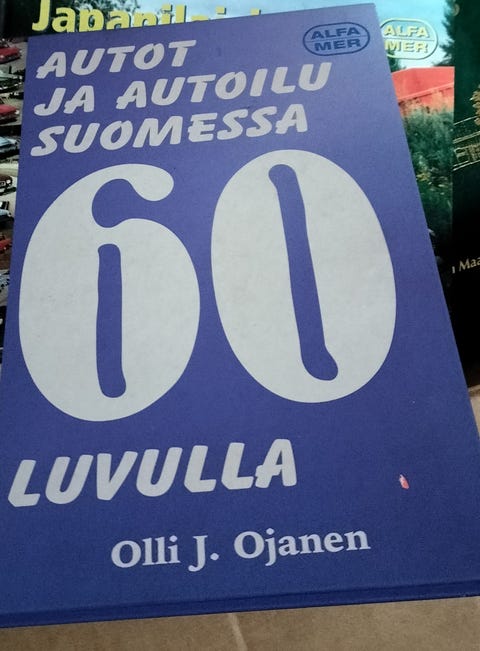 ALFA
MER
ALFA
MER
AUTOT
JA AUTOILU
SUOMESSA
60
LUVULLA
Olli J. Ojanen